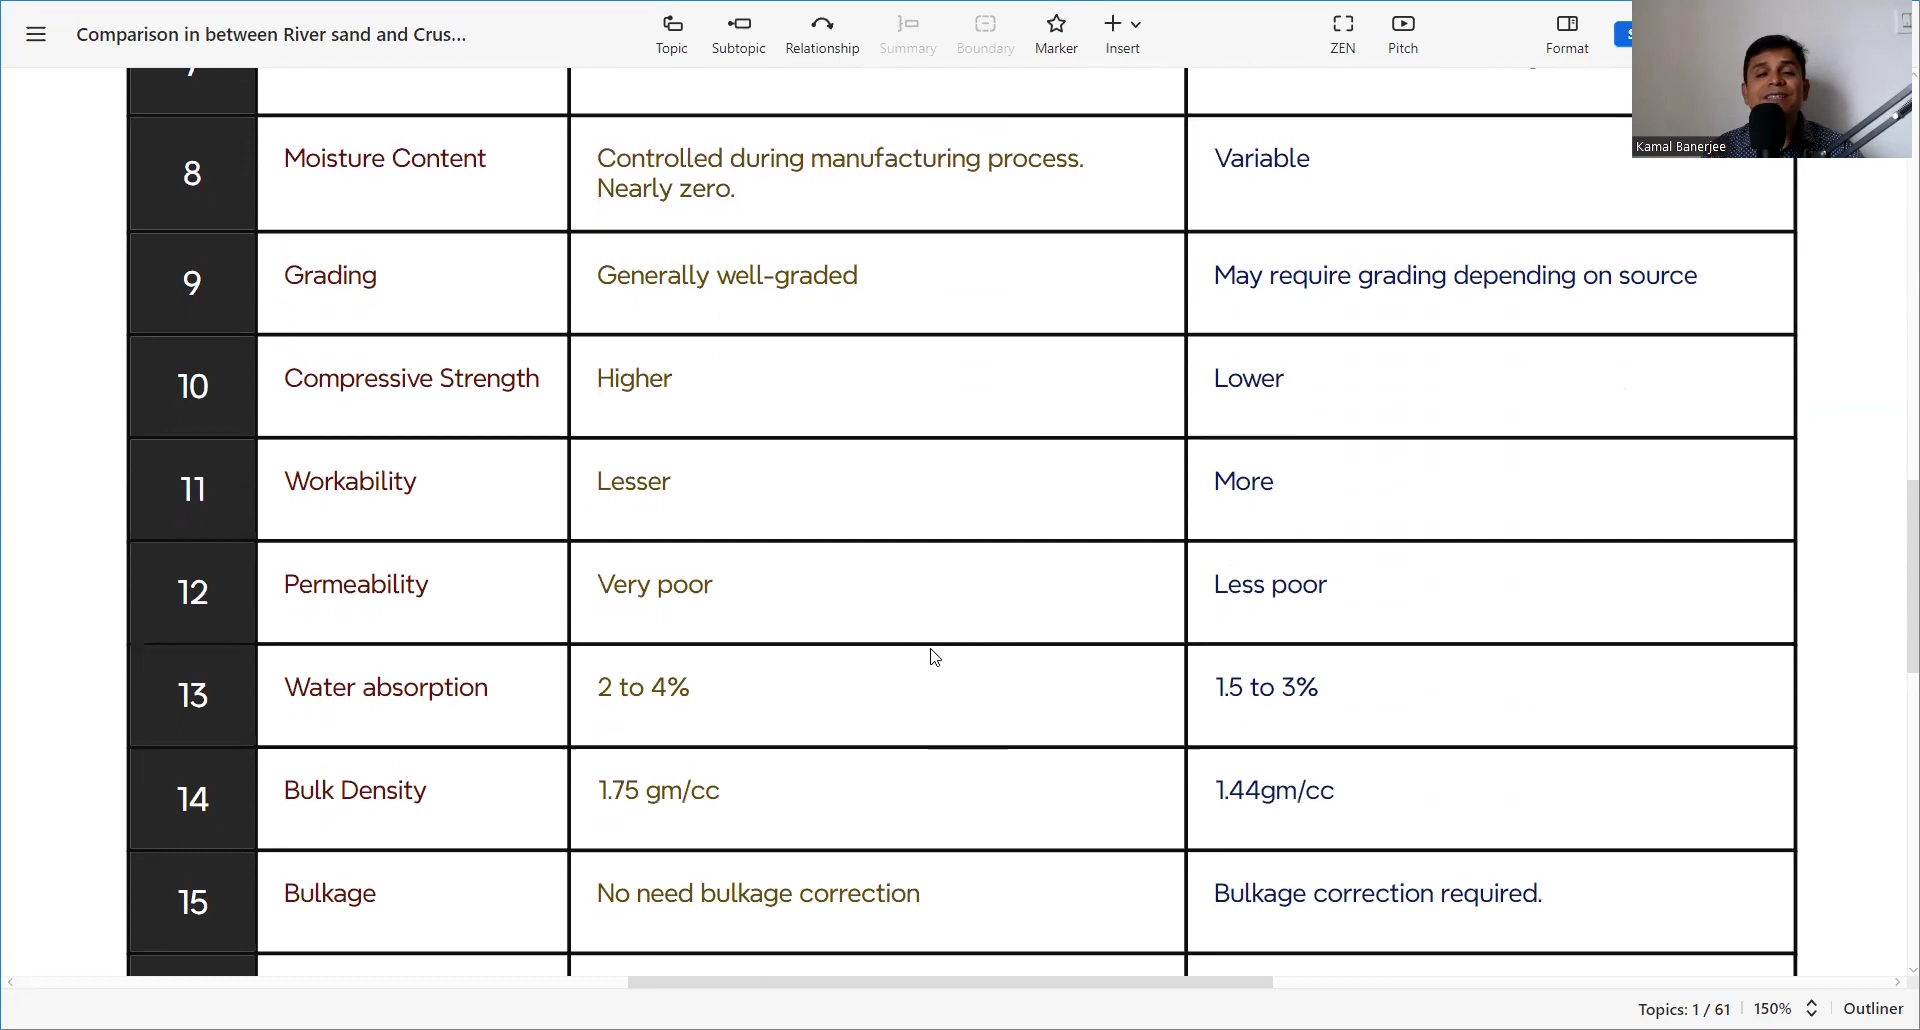 Comparison in between River sand and Crus...
Topic
Subtopic
Relationship
Summary
Boundary
Marker
Insert
ZEN
Pitch
Format
Kamal Banerjee
8
Moisture Content
Controlled during manufacturing process.
Nearly zero.
Variable
9
Grading
Generally well-graded
May require grading depending on source
10
Compressive Strength
Higher
Lower
11
Workability
Lesser
More
12
Permeability
Very poor
Less poor
13
Water absorption
2 to 4%
1.5 to 3%
14
Bulk Density
1.75 gm/cc
1.44gm/cc
15
Bulkage
No need bulkage correction
Bulkage correction required.
Topics: 1 / 61
150%
Outliner